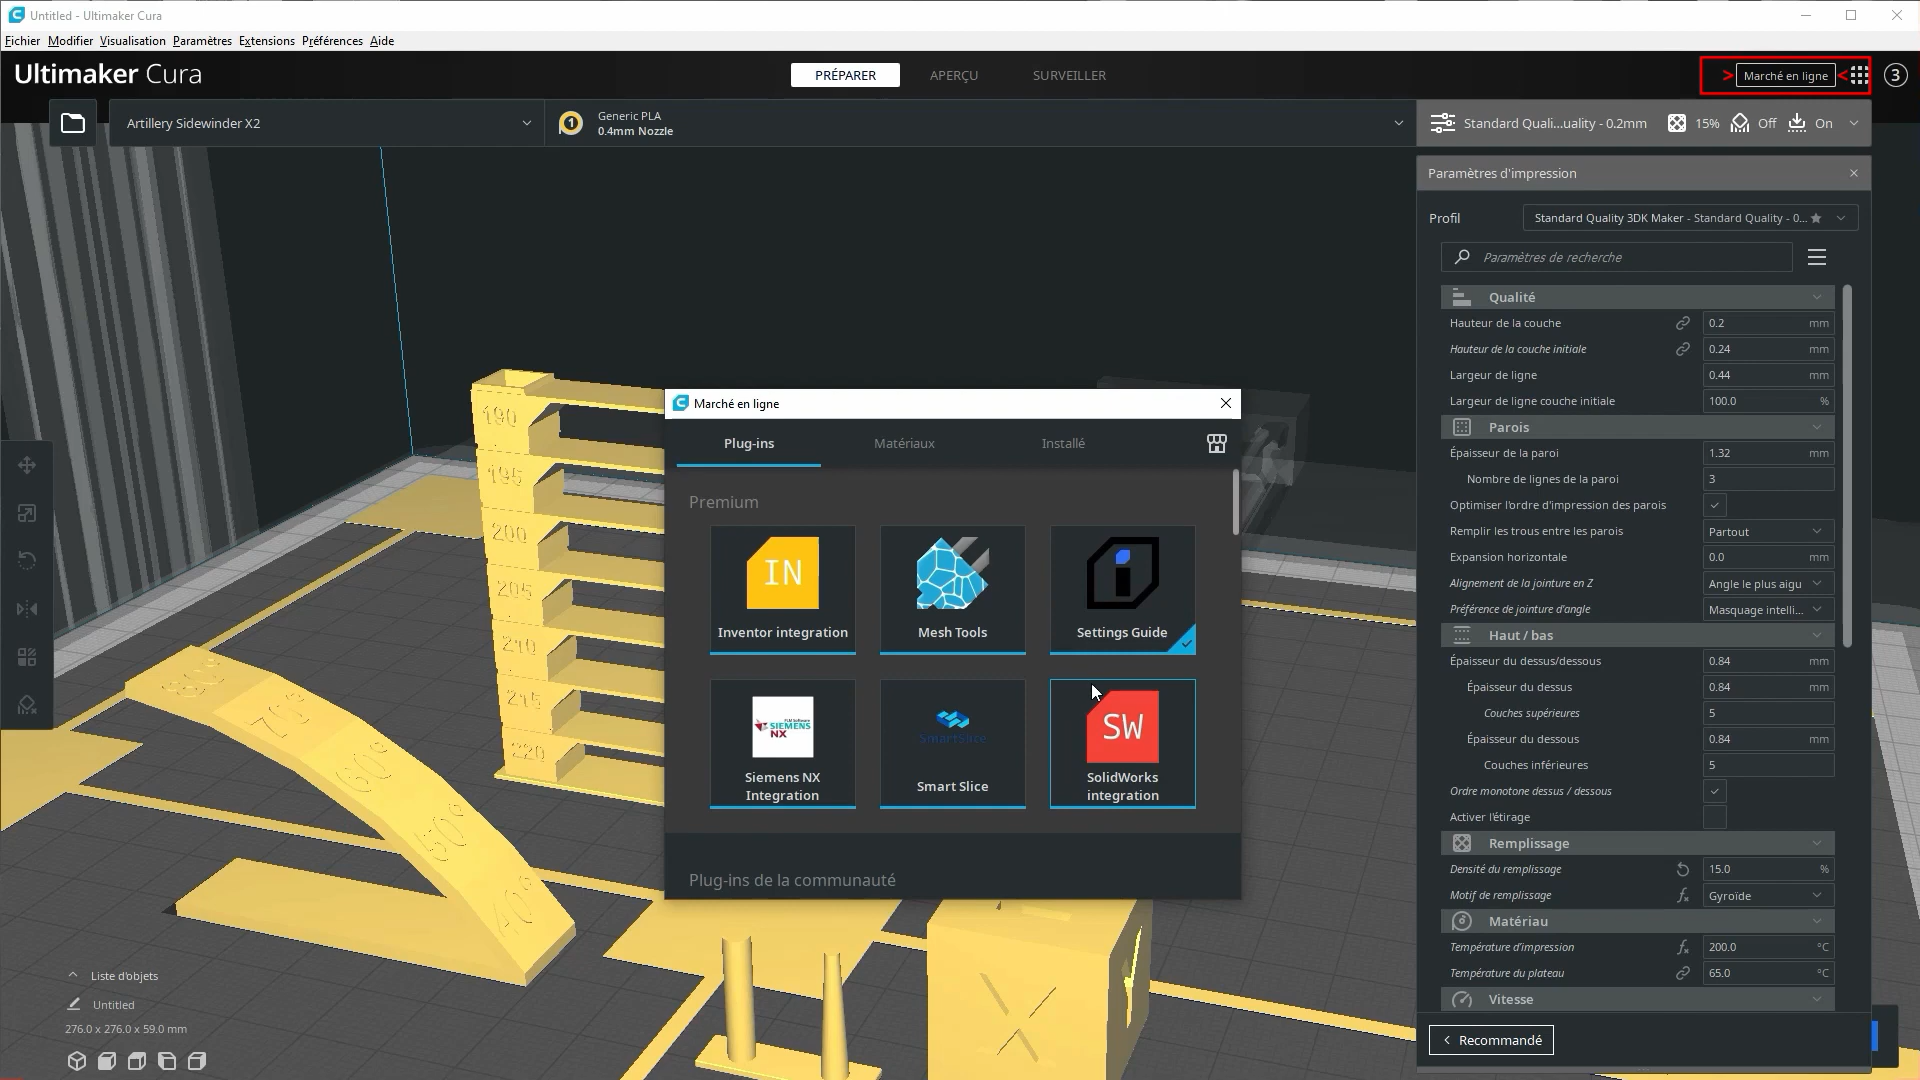 Untitled - Ultimaker Cura
Fichier Modifier Visualisation Paramètres Extensions Préférences Aide
Ultimaker Cura
PRÉPARER
APERÇU
SURVEILLER
> Marché en ligne <
3
Artillery Sidewinder X2
1
Generic PLA
0.4mm Nozzle
Standard Quali...uality - 0.2mm
15%
Off
On
Paramètres d'impression
Profil
Standard Quality 3DK Maker - Standard Quality - 0...
Paramètres de recherche
Qualité
Hauteur de la couche 0.2 mm
Hauteur de la couche initiale 0.24 mm
Largeur de ligne 0.44 mm
Largeur de ligne couche initiale 100.0 %
Parois
Épaisseur de la paroi 1.32 mm
Nombre de lignes de la paroi 3
Optimiser l'ordre d'impression des parois
Remplir les trous entre les parois Partout
Expansion horizontale 0.0 mm
Alignement de la jointure en Z Angle le plus aigu
Préférence de jointure d'angle Masquage intelli...
Haut / bas
Épaisseur du dessus/dessous 0.84 mm
Épaisseur du dessus 0.84 mm
Couches supérieures 5
Épaisseur du dessous 0.84 mm
Couches inférieures 5
Ordre monotone dessus / dessous
Activer l'étirage
Remplissage
Densité du remplissage 15.0 %
Motif de remplissage Gyroïde
Matériau
Température d'impression 200.0 °C
Température du plateau 65.0 °C
Vitesse
Recommandé
Marché en ligne
Plug-ins
Matériaux
Installé
Premium
IN
Inventor integration
Mesh Tools
Settings Guide
SIEMENS
NX
Siemens NX
Integration
SmartSlice
Smart Slice
SW
SolidWorks
integration
Plug-ins de la communauté
190
195
200
205
210
215
220
80°
70°
60°
50°
40°
X
Liste d'objets
Untitled
276.0 x 276.0 x 59.0 mm